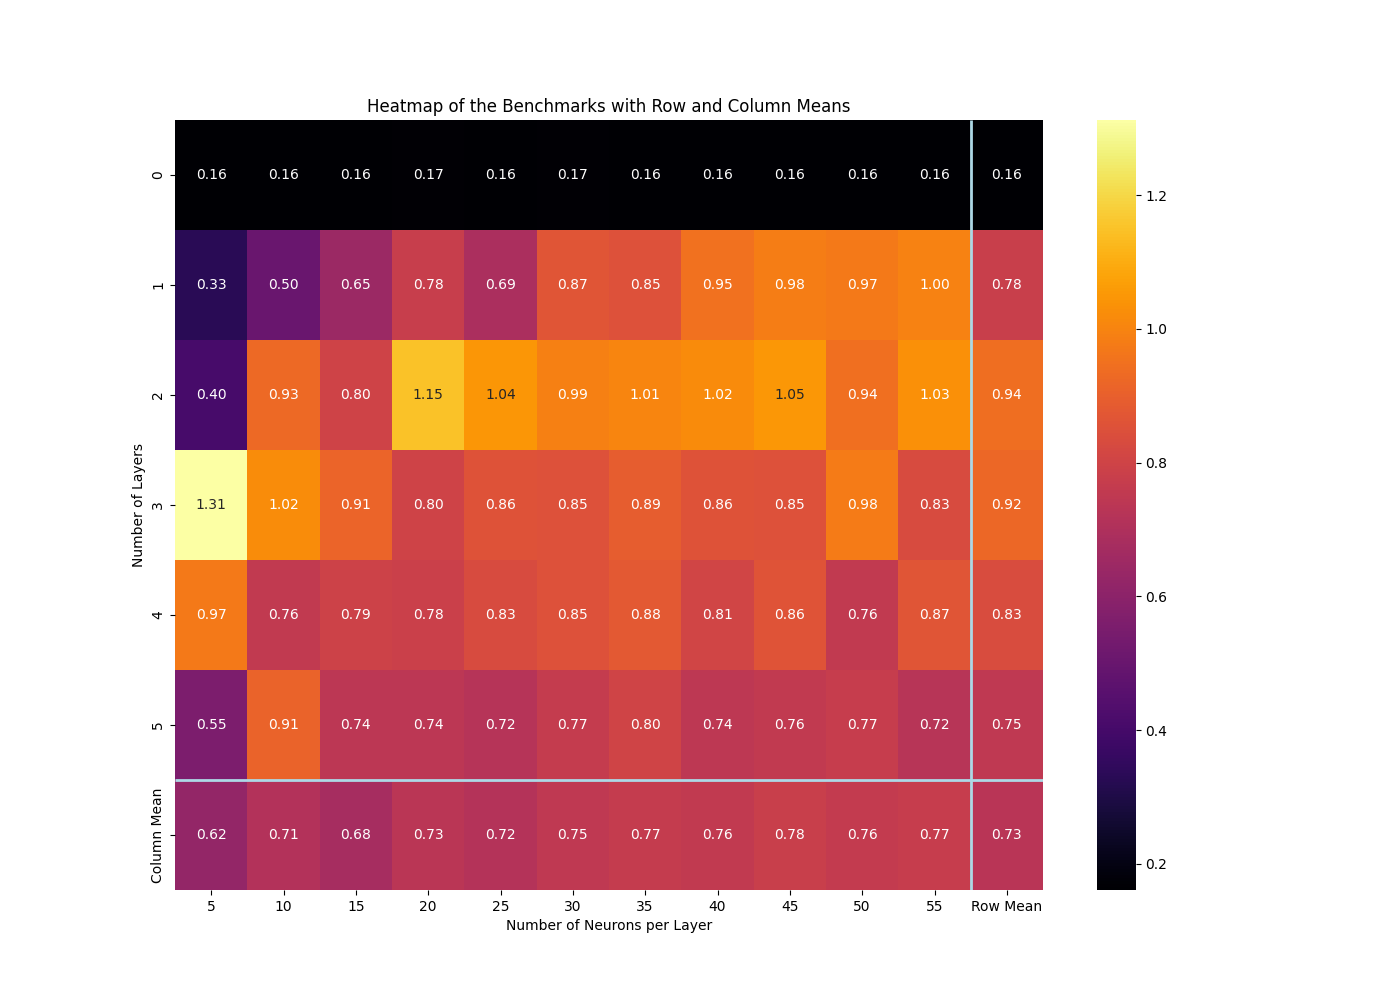 Heatmap of the Benchmarks with Row and Column Means
Number of Layers
0 0.16 0.16 0.16 0.17 0.16 0.17 0.16 0.16 0.16 0.16 0.16 0.16
1 0.33 0.50 0.65 0.78 0.69 0.87 0.85 0.95 0.98 0.97 1.00 0.78
2 0.40 0.93 0.80 1.15 1.04 0.99 1.01 1.02 1.05 0.94 1.03 0.94
3 1.31 1.02 0.91 0.80 0.86 0.85 0.89 0.86 0.85 0.98 0.83 0.92
4 0.97 0.76 0.79 0.78 0.83 0.85 0.88 0.81 0.86 0.76 0.87 0.83
5 0.55 0.91 0.74 0.74 0.72 0.77 0.80 0.74 0.76 0.77 0.72 0.75
Column Mean 0.62 0.71 0.68 0.73 0.72 0.75 0.77 0.76 0.78 0.76 0.77 0.73
5 10 15 20 25 30 35 40 45 50 55 Row Mean
Number of Neurons per Layer
1.2
1.0
0.8
0.6
0.4
0.2